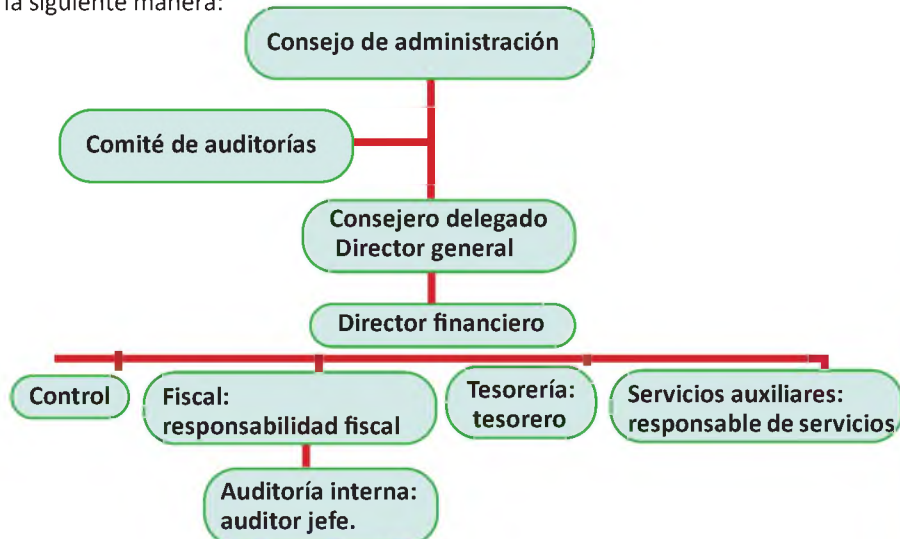 la siguiente manera:
Consejo de administración
Comité de auditorías
Consejero delegado
Director general
Director financiero
Control
Fiscal:
responsabilidad fiscal
Tesorería:
tesorero
Servicios auxiliares:
responsable de servicios
Auditoría interna:
auditor jefe.